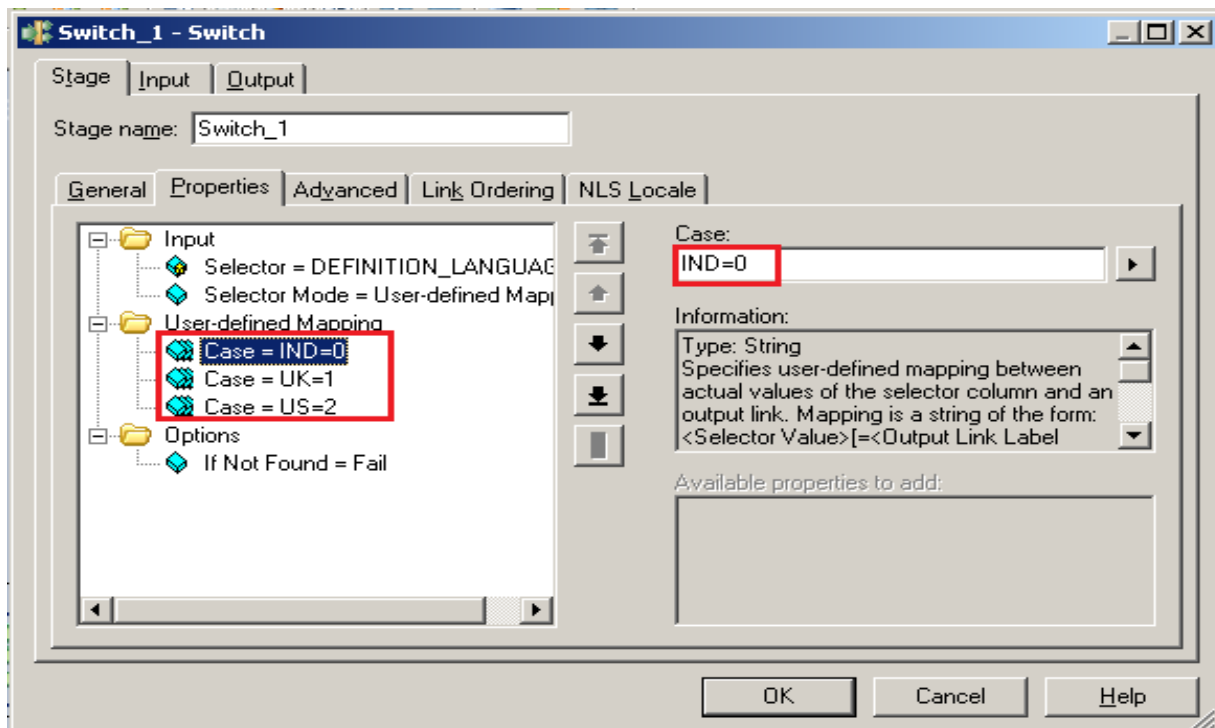 Switch_1 - Switch
Stage
Input
Output
Stage name:
Switch_1
General
Properties
Advanced
Link Ordering
NLS Locale
Input
Selector = DEFINITION_LANGUAG
Selector Mode = User-defined Mapp
User-defined Mapping
Case = IND=0
Case = UK=1
Case = US=2
Options
If Not Found = Fail
Case:
IND=0
Information:
Type: String
Specifies user-defined mapping between
actual values of the selector column and an
output link. Mapping is a string of the form:
<Selector Value>[=<Output Link Label
Available properties to add:
OK
Cancel
Help